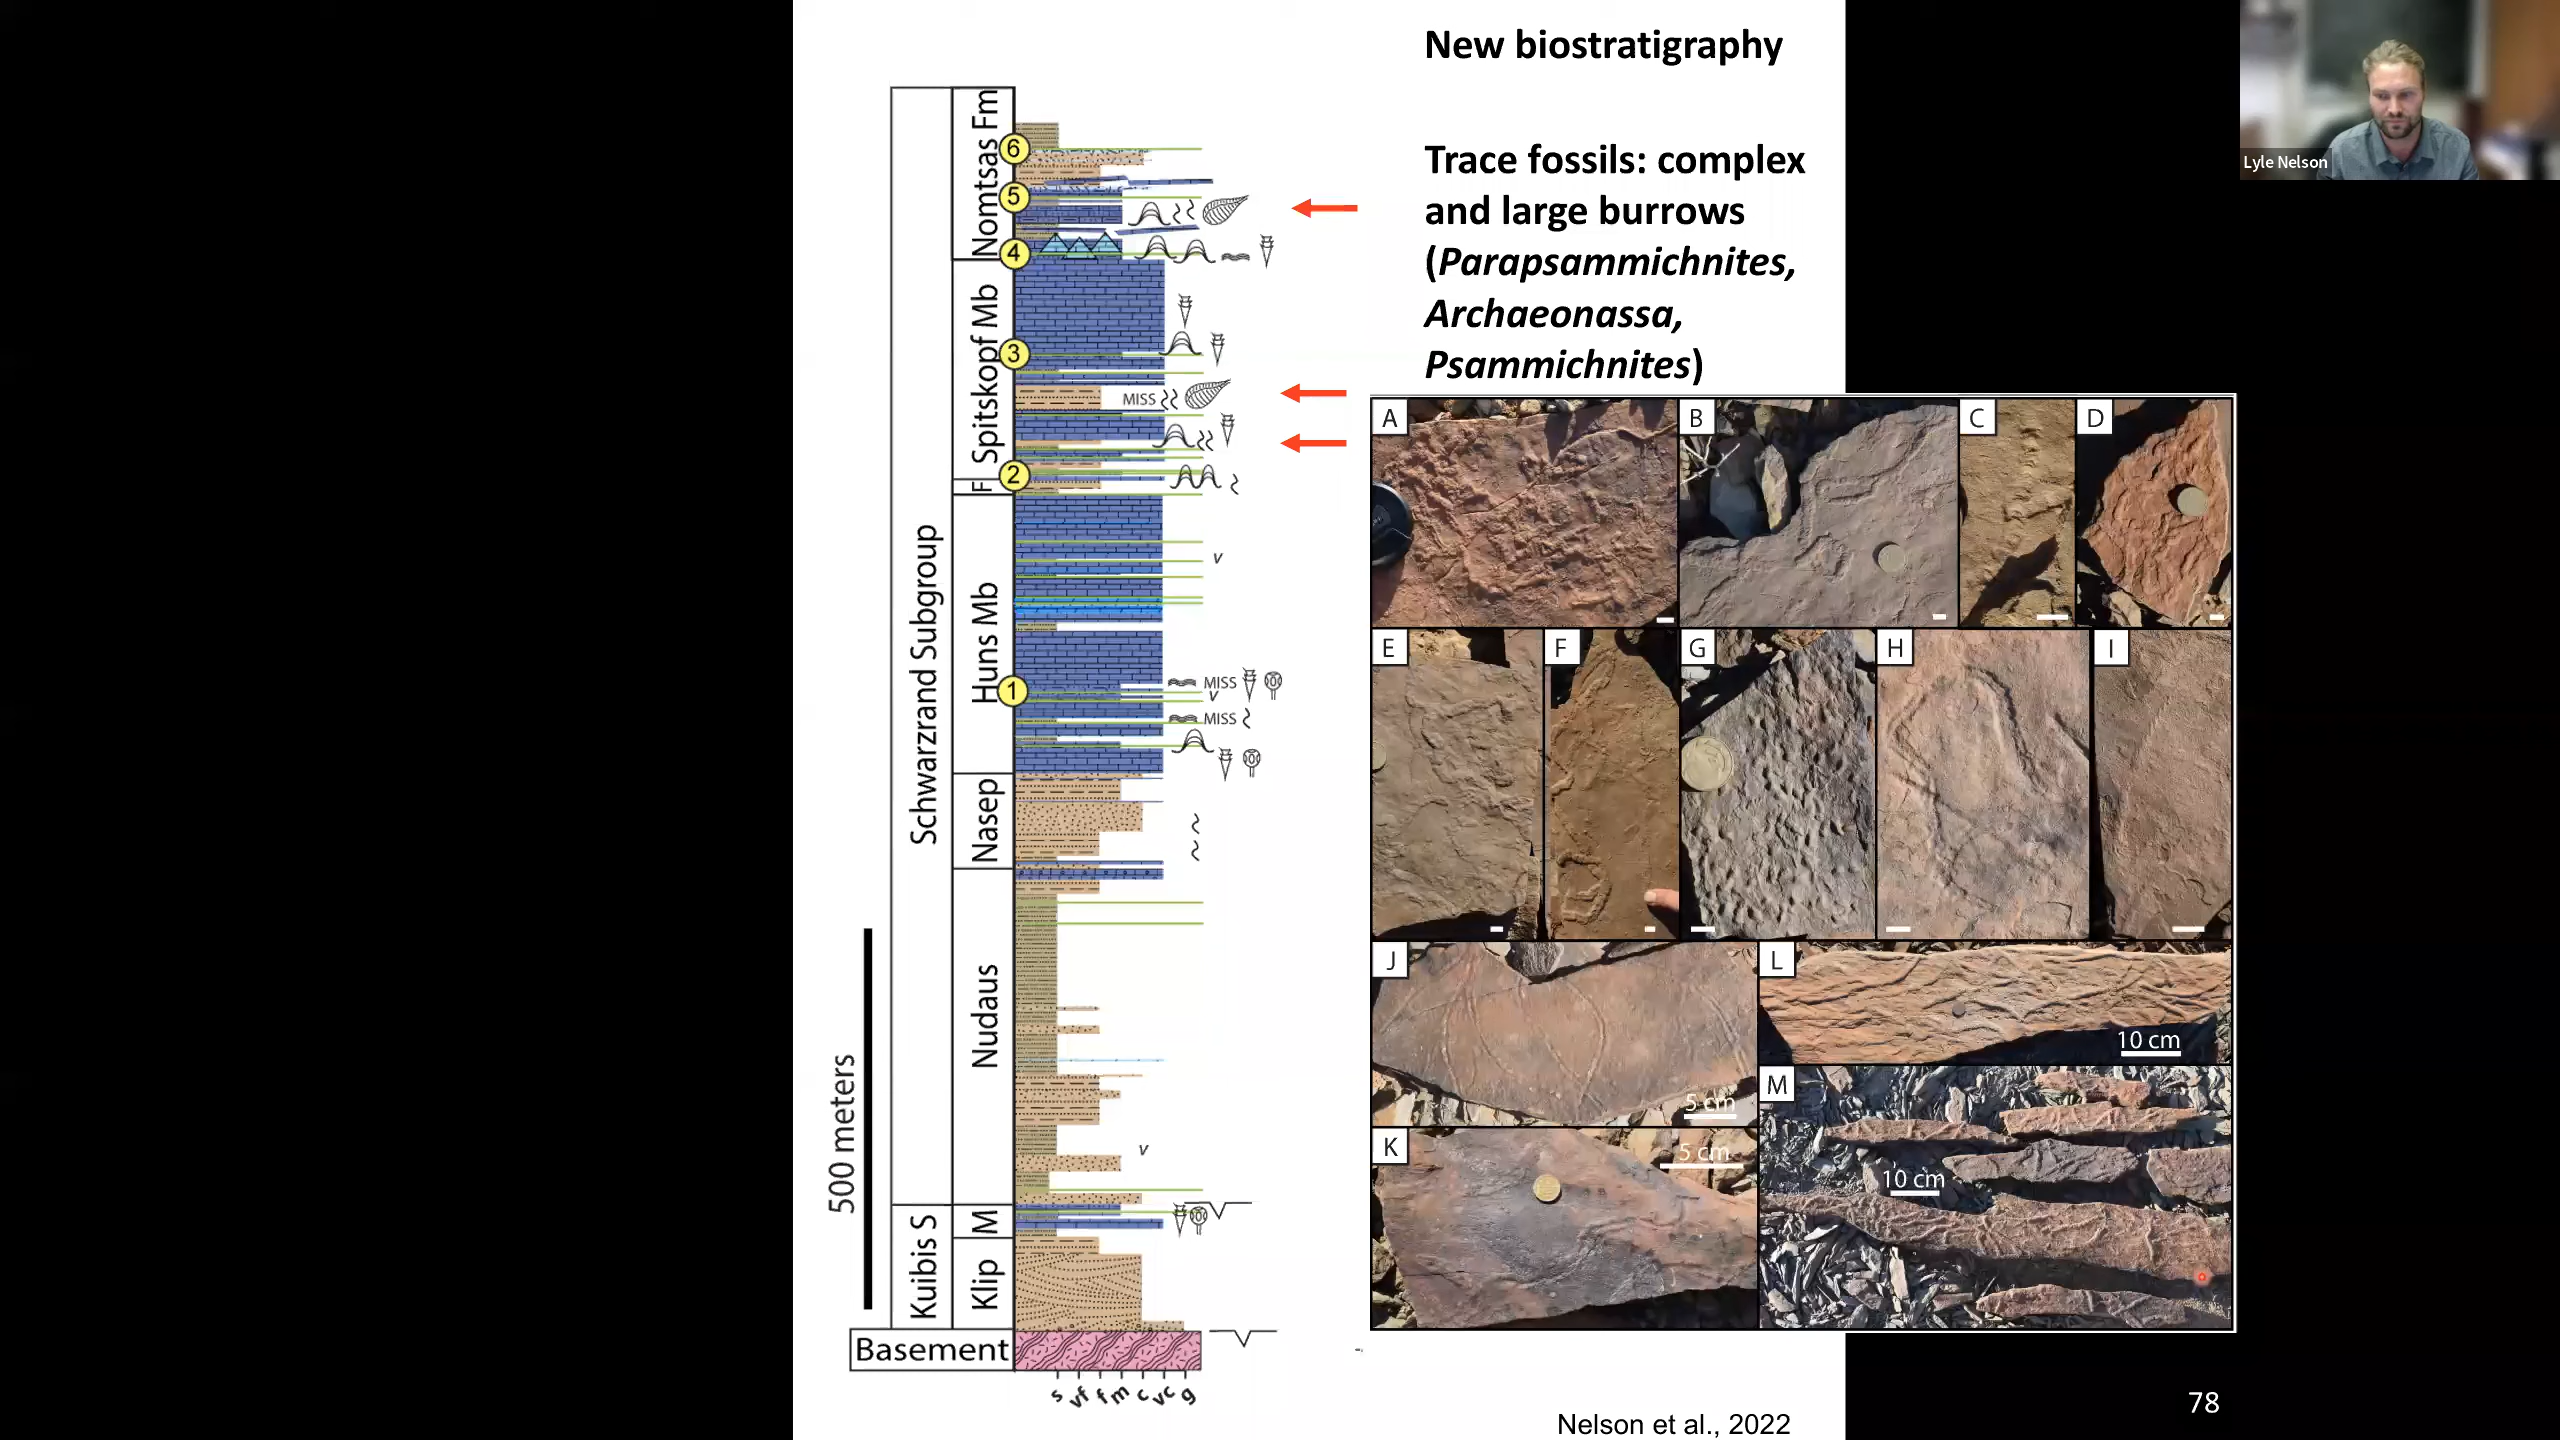 New biostratigraphy
Trace fossils: complex
and large burrows
(Parapsammichnites,
Archaeonassa,
Psammichnites)
Lyle Nelson
Schwarzrand Subgroup
Kuibis S
Nomtsas Fm
Spitskopf Mb
F
Huns Mb
Nasep
Nudaus
M
Klip
Basement
500 meters
6
5
4
3
MISS
2
v
MISS
1
v
MISS
v
s vf f m c vc g
A
B
C
D
E
F
G
H
I
J
L
10 cm
5 cm
M
K
5 cm
10 cm
78
Nelson et al., 2022